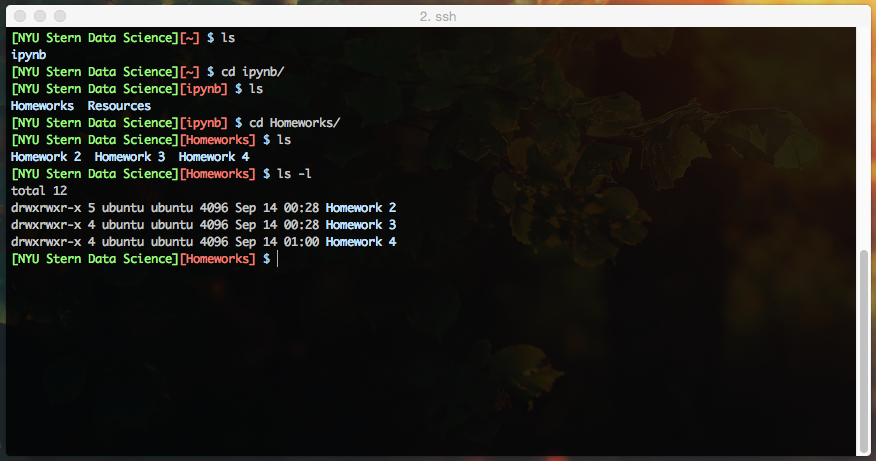 2. ssh
[NYU Stern Data Science][~] $ ls
ipynb
[NYU Stern Data Science][~] $ cd ipynb/
[NYU Stern Data Science][ipynb] $ ls
Homeworks  Resources
[NYU Stern Data Science][ipynb] $ cd Homeworks/
[NYU Stern Data Science][Homeworks] $ ls
Homework 2  Homework 3  Homework 4
[NYU Stern Data Science][Homeworks] $ ls -l
total 12
drwxrwxr-x 5 ubuntu ubuntu 4096 Sep 14 00:28 Homework 2
drwxrwxr-x 4 ubuntu ubuntu 4096 Sep 14 00:28 Homework 3
drwxrwxr-x 4 ubuntu ubuntu 4096 Sep 14 01:00 Homework 4
[NYU Stern Data Science][Homeworks] $